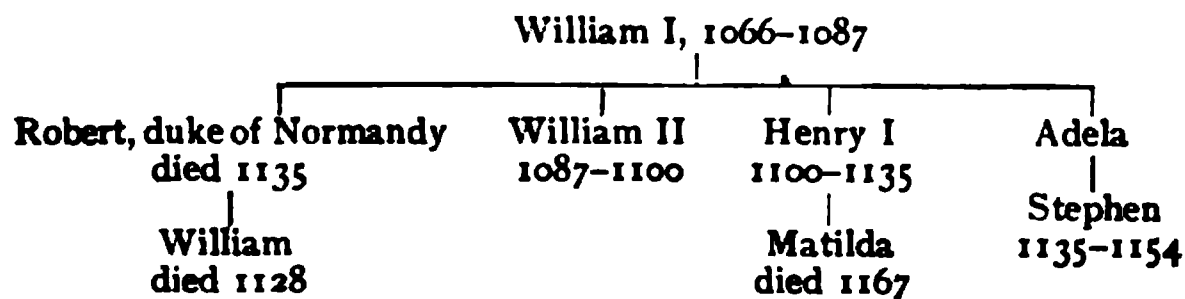 William I, 1066–1087
Robert, duke of Normandy
died 1135
William II
1087–1100
Henry I
1100–1135
Adela
William
died 1128
Matilda
died 1167
Stephen
1135–1154